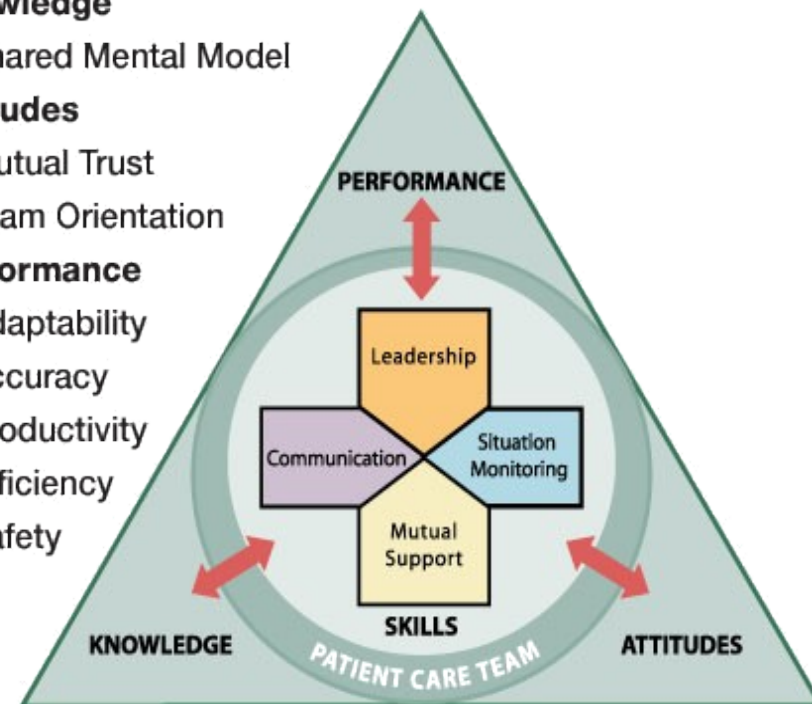 wledge
hared Mental Model
udes
utual Trust
am Orientation
ormance
daptability
ccuracy
oductivity
ficiency
afety
PERFORMANCE
Leadership
Communication
Situation
Monitoring
Mutual
Support
SKILLS
KNOWLEDGE
ATTITUDES
PATIENT CARE TEAM